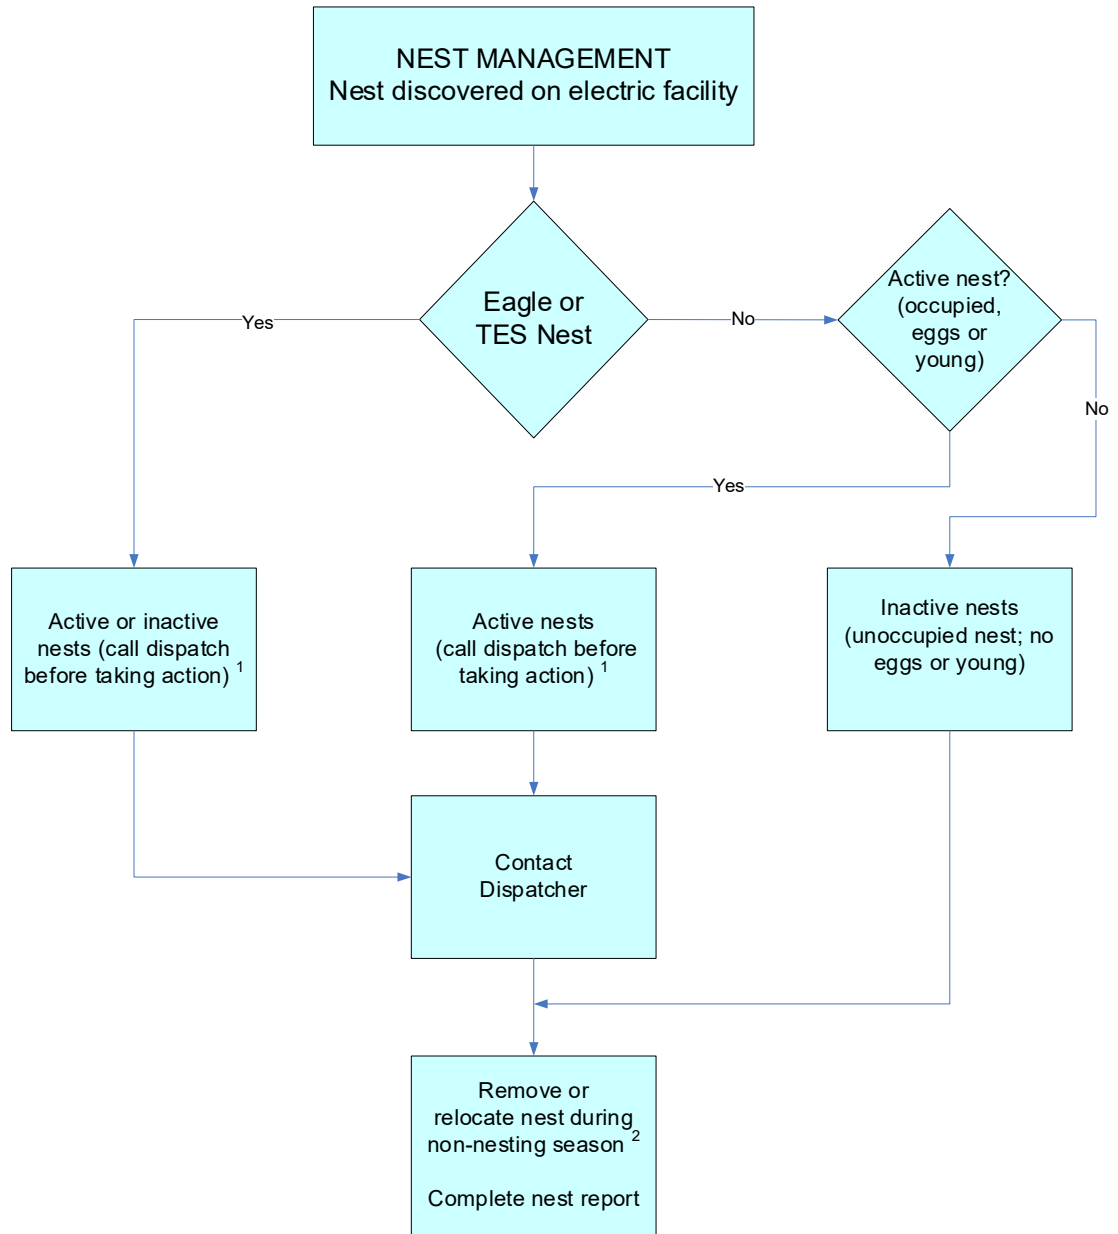 NEST MANAGEMENT
Nest discovered on electric facility
Eagle or
TES Nest
Yes
No
Active nest?
(occupied,
eggs or
young)
No
Yes
Active or inactive
nests (call dispatch
before taking action) 1
Active nests
(call dispatch before
taking action) 1
Inactive nests
(unoccupied nest; no
eggs or young)
Contact
Dispatcher
Remove or
relocate nest during
non-nesting season 2
Complete nest report